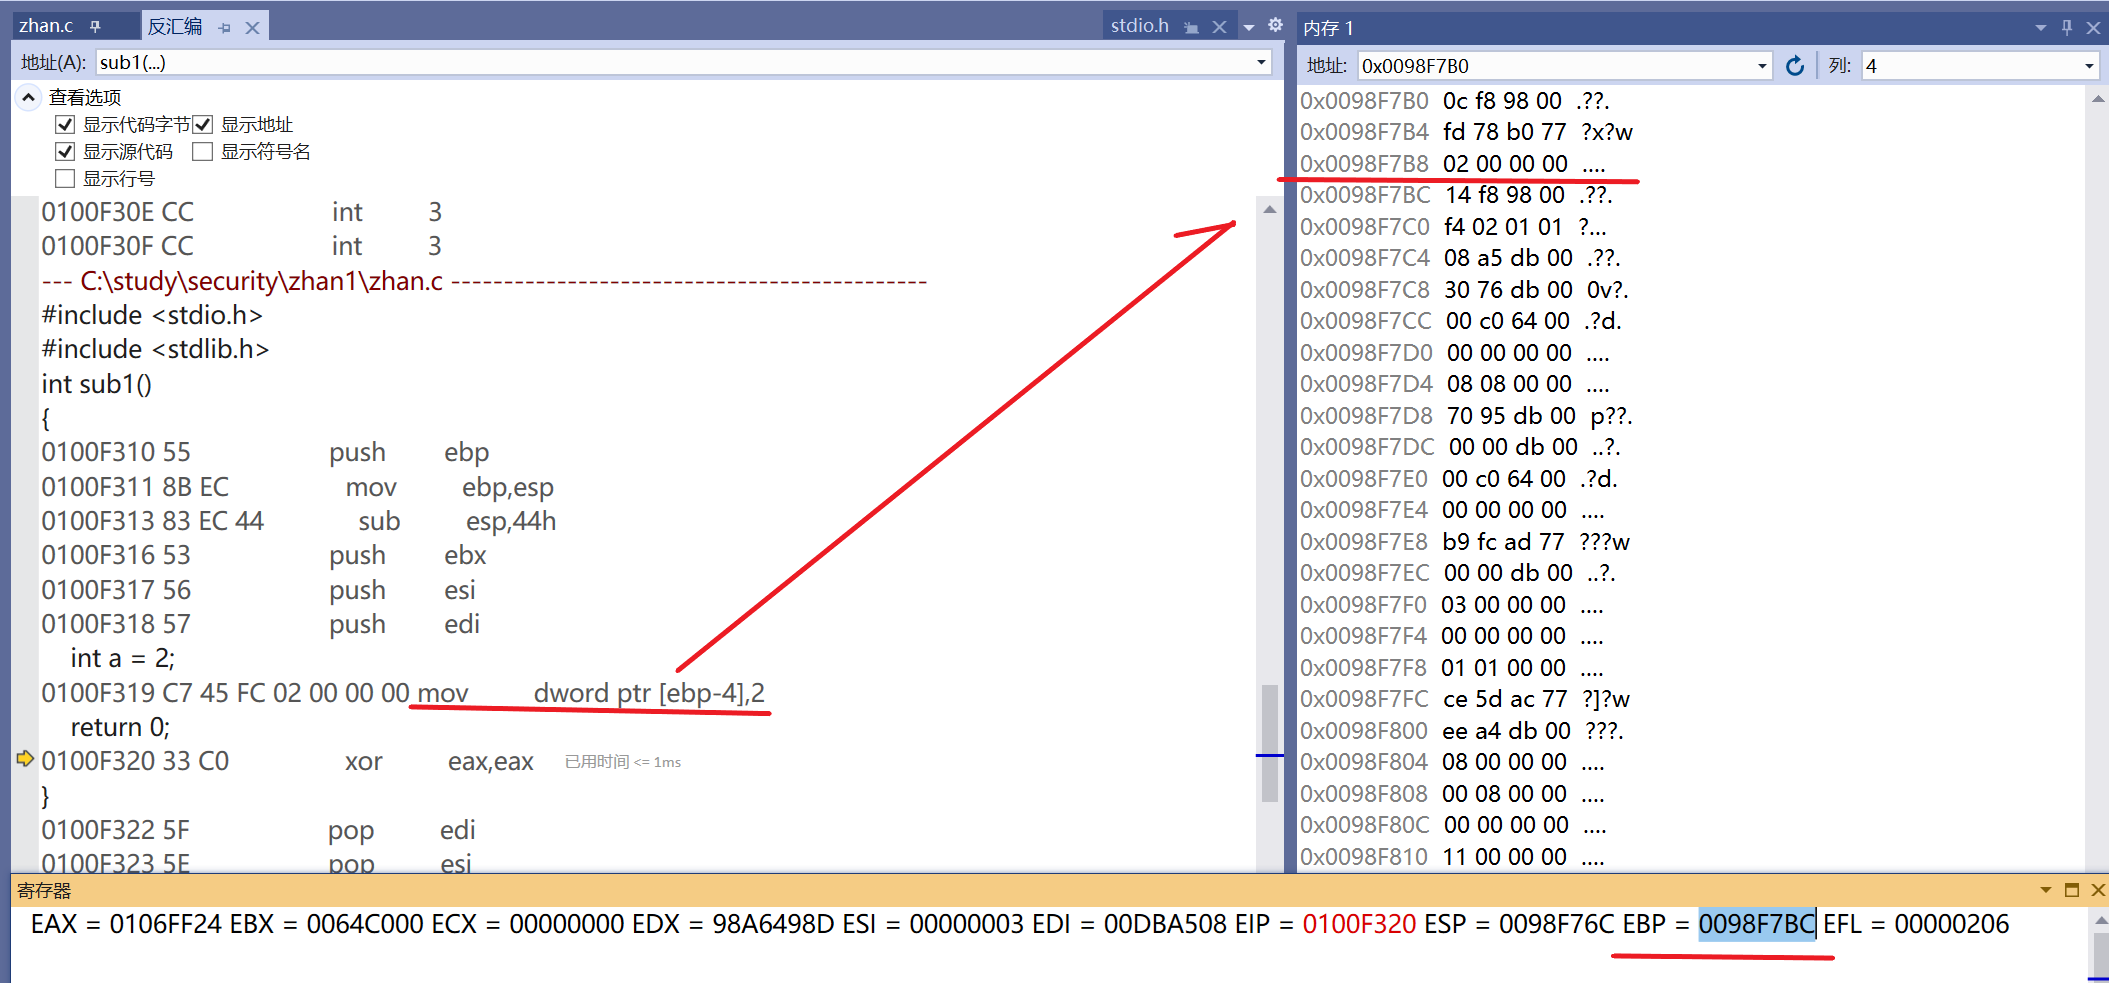 zhan.c
反汇编
stdio.h
地址(A): sub1(...)
查看选项
显示代码字节 显示地址
显示源代码 显示符号名
显示行号
0100F30E CC int 3
0100F30F CC int 3
--- C:\study\security\zhan1\zhan.c --------------------------------------------
#include <stdio.h>
#include <stdlib.h>
int sub1()
{
0100F310 55 push ebp
0100F311 8B EC mov ebp,esp
0100F313 83 EC 44 sub esp,44h
0100F316 53 push ebx
0100F317 56 push esi
0100F318 57 push edi
int a = 2;
0100F319 C7 45 FC 02 00 00 00 mov dword ptr [ebp-4],2
return 0;
0100F320 33 C0 xor eax,eax 已用时间 <= 1ms
}
0100F322 5F pop edi
0100F323 5E pop esi
内存 1
地址: 0x0098F7B0 列: 4
0x0098F7B0 0c f8 98 00 .??.
0x0098F7B4 fd 78 b0 77 ?x?w
0x0098F7B8 02 00 00 00 ....
0x0098F7BC 14 f8 98 00 .??.
0x0098F7C0 f4 02 01 01 ?...
0x0098F7C4 08 a5 db 00 .??.
0x0098F7C8 30 76 db 00 0v?.
0x0098F7CC 00 c0 64 00 .?d.
0x0098F7D0 00 00 00 00 ....
0x0098F7D4 08 08 00 00 ....
0x0098F7D8 70 95 db 00 p??.
0x0098F7DC 00 00 db 00 ..?.
0x0098F7E0 00 c0 64 00 .?d.
0x0098F7E4 00 00 00 00 ....
0x0098F7E8 b9 fc ad 77 ???w
0x0098F7EC 00 00 db 00 ..?.
0x0098F7F0 03 00 00 00 ....
0x0098F7F4 00 00 00 00 ....
0x0098F7F8 01 01 00 00 ....
0x0098F7FC ce 5d ac 77 ?]?w
0x0098F800 ee a4 db 00 ???.
0x0098F804 08 00 00 00 ....
0x0098F808 00 08 00 00 ....
0x0098F80C 00 00 00 00 ....
0x0098F810 11 00 00 00 ....
寄存器
EAX = 0106FF24 EBX = 0064C000 ECX = 00000000 EDX = 98A6498D ESI = 00000003 EDI = 00DBA508 EIP = 0100F320 ESP = 0098F76C EBP = 0098F7BC EFL = 00000206